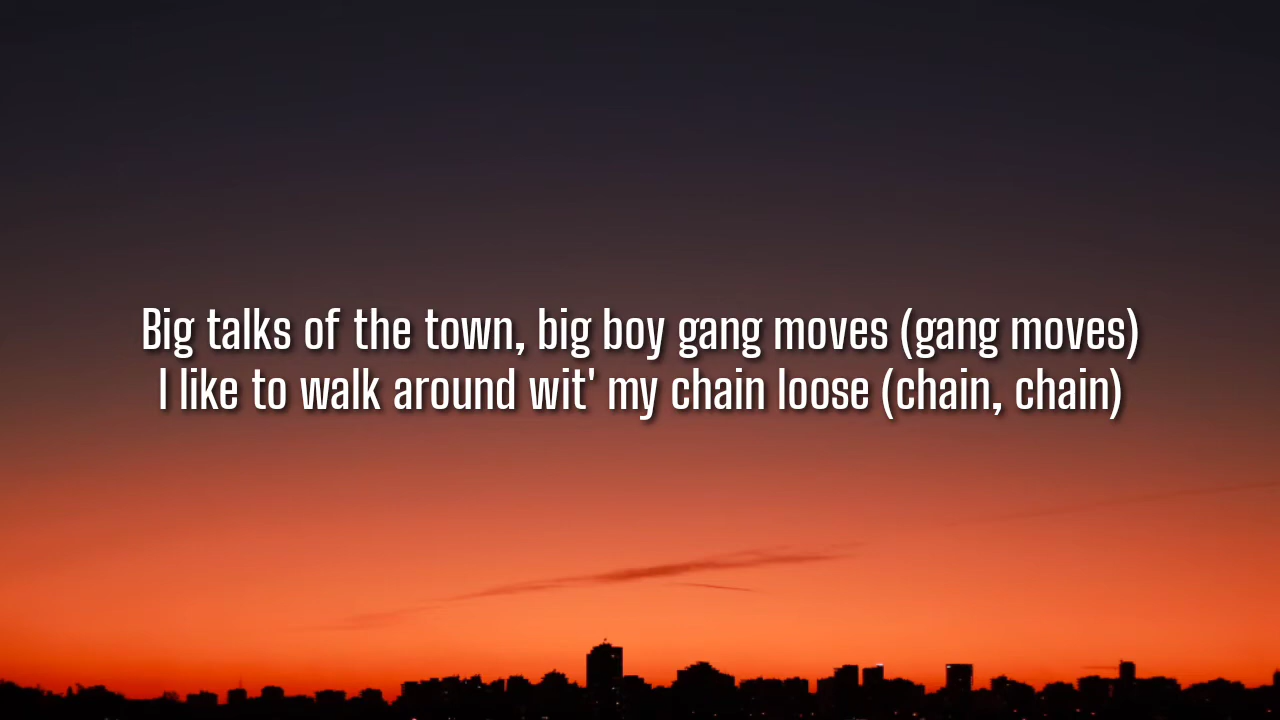 Big talks of the town, big boy gang moves (gang moves)
I like to walk around wit' my chain loose (chain, chain)